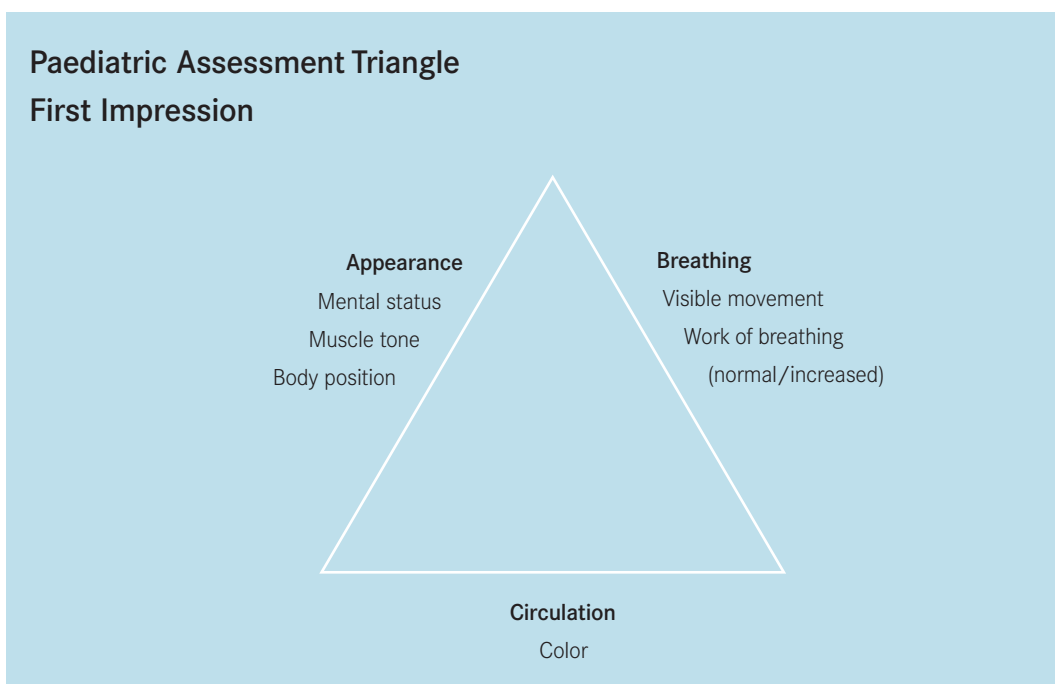 Paediatric Assessment Triangle
First Impression
Appearance
Mental status
Muscle tone
Body position
Breathing
Visible movement
Work of breathing
(normal/increased)
Circulation
Color